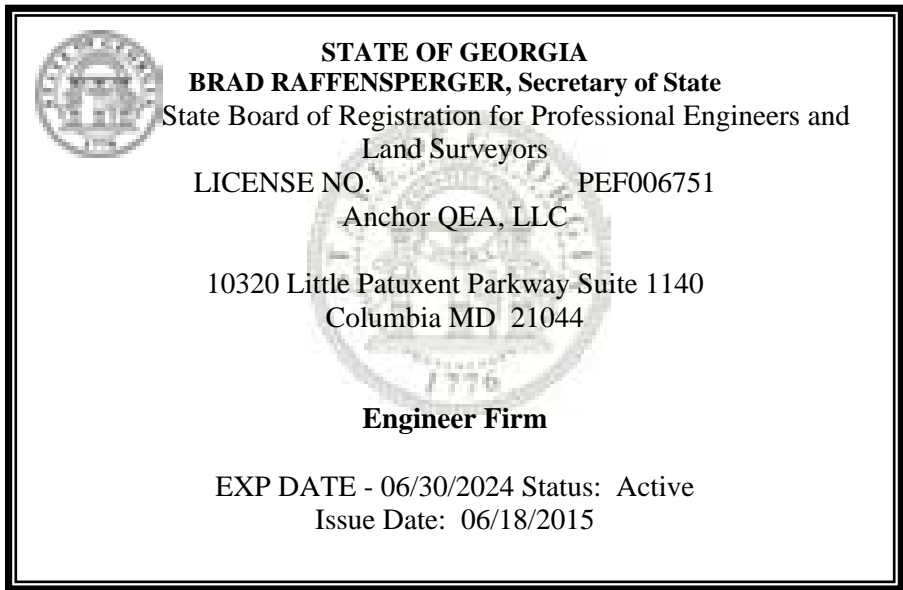 STATE OF GEORGIA
BRAD RAFFENSPERGER, Secretary of State
State Board of Registration for Professional Engineers and
Land Surveyors
LICENSE NO. PEF006751
Anchor QEA, LLC
10320 Little Patuxent Parkway Suite 1140
Columbia MD 21044
1776
Engineer Firm
EXP DATE - 06/30/2024 Status: Active
Issue Date: 06/18/2015